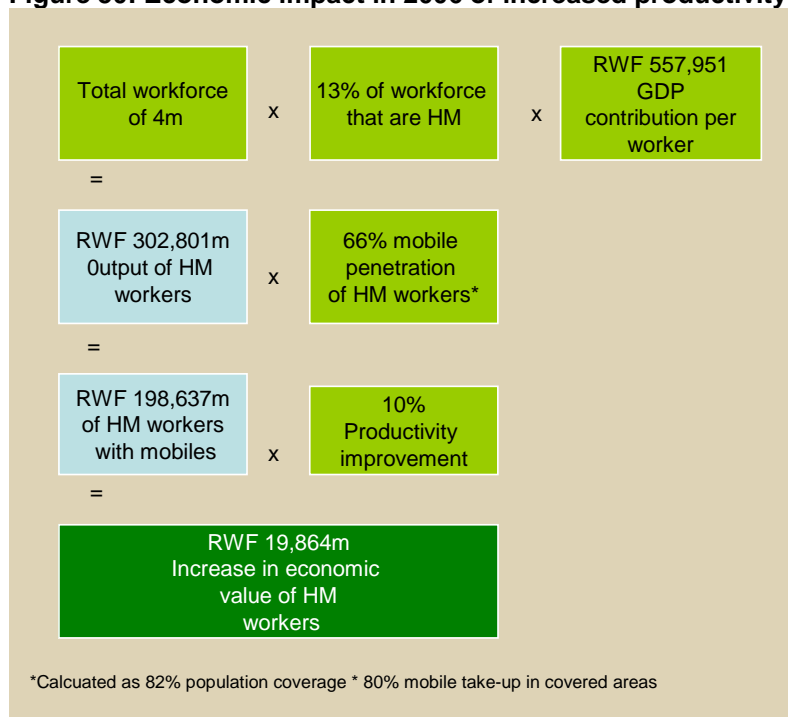 Figure Economic impact in of increased productivity
Total workforce
of 4m
x
13% of workforce
that are HM
x
RWF 557,951
GDP
contribution per
worker
=
RWF 302,801m
0utput of HM
workers
x
66% mobile
penetration
of HM workers*
=
RWF 198,637m
of HM workers
with mobiles
x
10%
Productivity
improvement
=
RWF 19,864m
Increase in economic
value of HM
workers
*Calcuated as 82% population coverage * 80% mobile take-up in covered areas